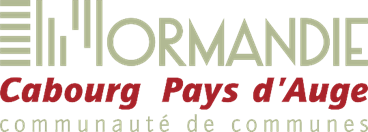 NORMANDIE
Cabourg Pays d'Auge
communauté de communes